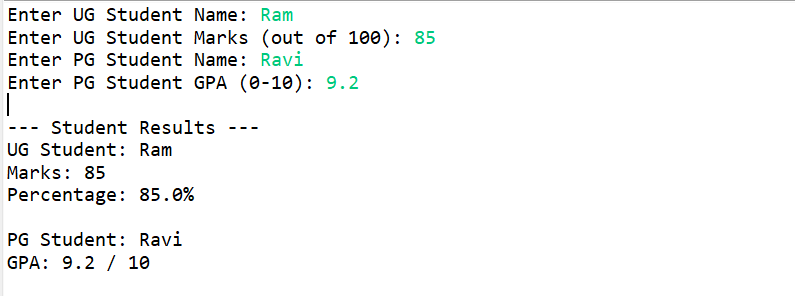 Enter UG Student Name: Ram
Enter UG Student Marks (out of 100): 85
Enter PG Student Name: Ravi
Enter PG Student GPA (0-10): 9.2
--- Student Results ---
UG Student: Ram
Marks: 85
Percentage: 85.0%
PG Student: Ravi
GPA: 9.2 / 10